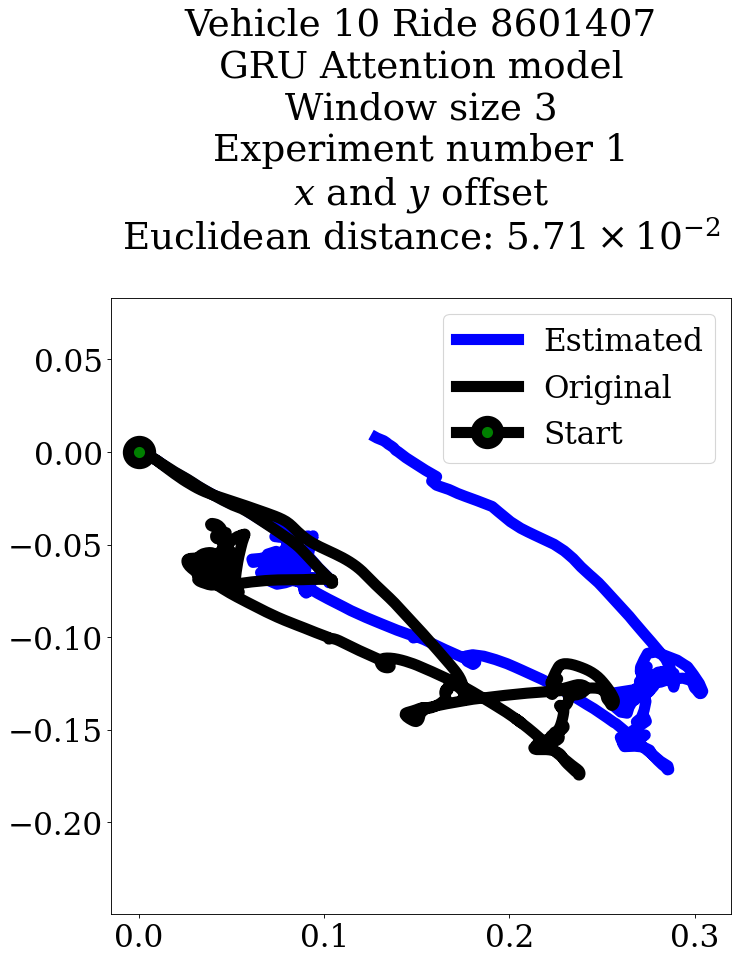 Vehicle 10 Ride 8601407
GRU Attention model
Window size 3
Experiment number 1
x and y offset
Euclidean distance: 5.71 × 10⁻²
Estimated
Original
Start
0.05
0.00
−0.05
−0.10
−0.15
−0.20
0.0 0.1 0.2 0.3